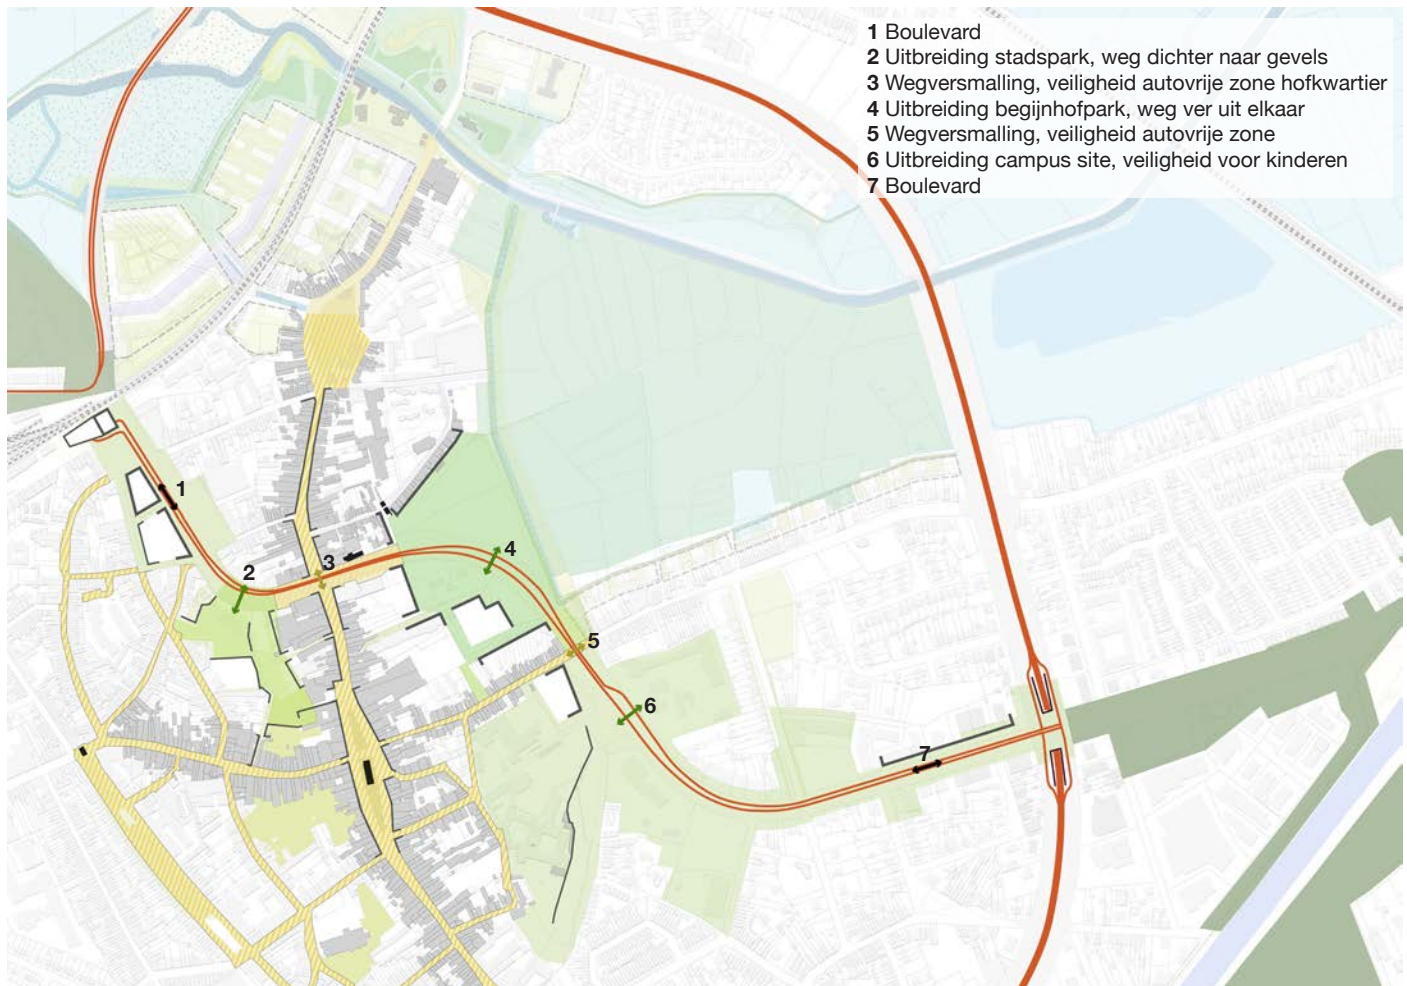 1 Boulevard
2 Uitbreiding stadspark, weg dichter naar gevels
3 Wegversmalling, veiligheid autovrije zone hofkwartier
4 Uitbreiding begijnhofpark, weg ver uit elkaar
5 Wegversmalling, veiligheid autovrije zone
6 Uitbreiding campus site, veiligheid voor kinderen
7 Boulevard
1
2
3
4
5
6
7